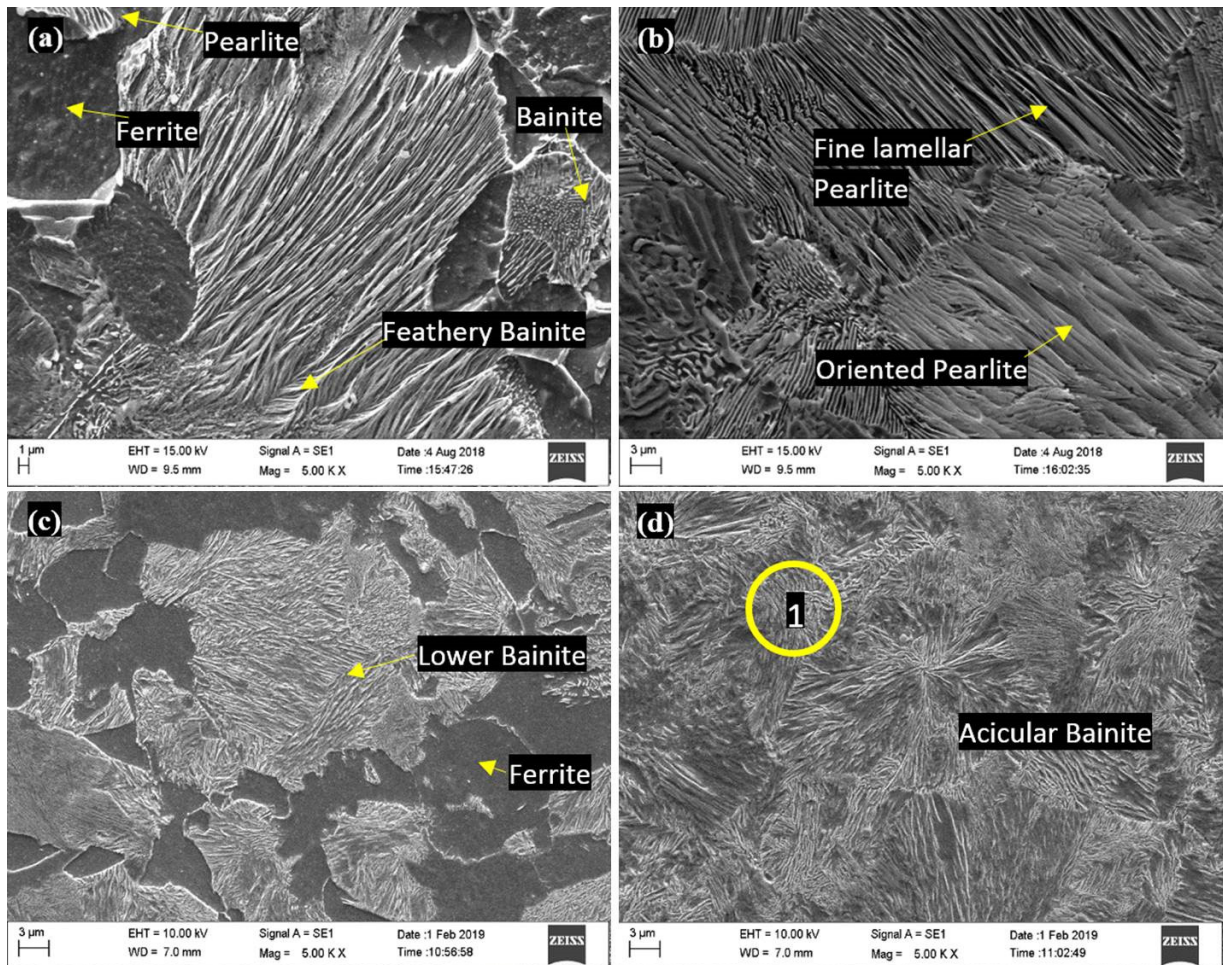 (a)
Pearlite
Ferrite
Bainite
Feathery Bainite
1 µm
EHT = 15.00 kV Signal A = SE1 Date :4 Aug 2018
WD = 9.5 mm Mag = 5.00 K X Time :15:47:26
ZEISS
(b)
Fine lamellar
Pearlite
Oriented Pearlite
3 µm
EHT = 15.00 kV Signal A = SE1 Date :4 Aug 2018
WD = 9.5 mm Mag = 5.00 K X Time :16:02:35
ZEISS
(c)
Lower Bainite
Ferrite
3 µm
EHT = 10.00 kV Signal A = SE1 Date :1 Feb 2019
WD = 7.0 mm Mag = 5.00 K X Time :10:56:58
ZEISS
(d)
1
Acicular Bainite
3 µm
EHT = 10.00 kV Signal A = SE1 Date :1 Feb 2019
WD = 7.0 mm Mag = 5.00 K X Time :11:02:49
ZEISS